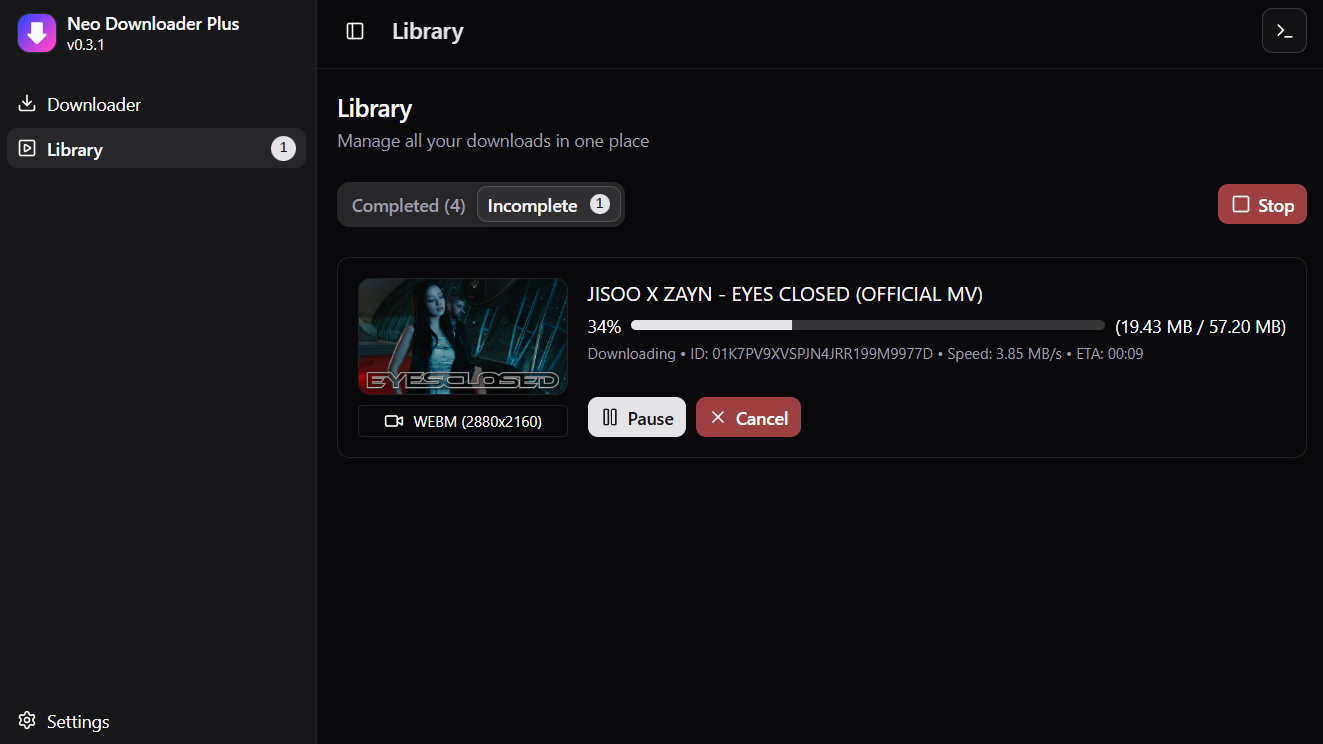 Neo Downloader Plus
v0.3.1
Downloader
Library 1
Settings
Library
Library
Manage all your downloads in one place
Completed (4) Incomplete 1
Stop
EYESCLOSED
WEBM (2880x2160)
JISOO X ZAYN - EYES CLOSED (OFFICIAL MV)
34% (19.43 MB / 57.20 MB)
Downloading • ID: 01K7PV9XVSPJN4JRR199M9977D • Speed: 3.85 MB/s • ETA: 00:09
Pause Cancel